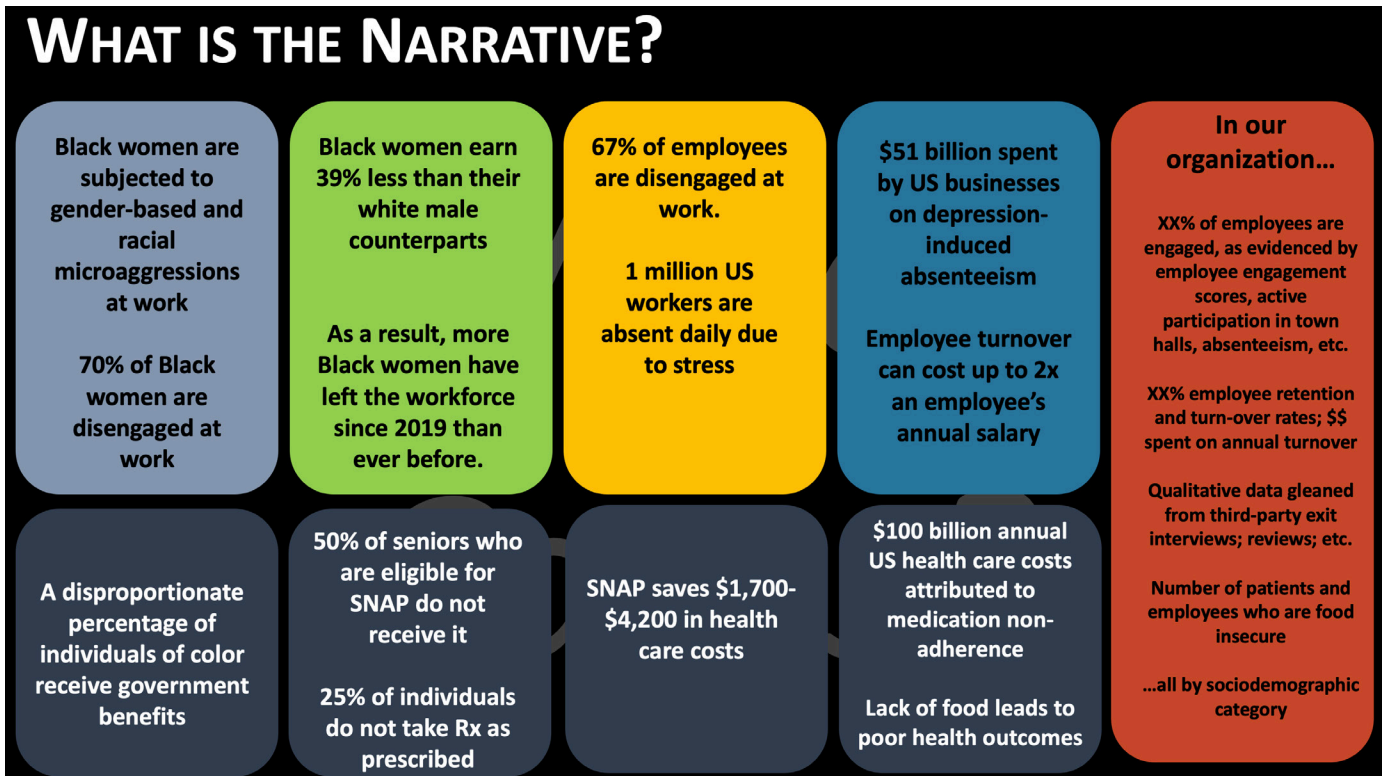 WHAT IS THE NARRATIVE?
Black women are
subjected to
gender-based and
racial
microaggressions
at work
70% of Black
women are
disengaged at
work
Black women earn
39% less than their
white male
counterparts
As a result, more
Black women have
left the workforce
since 2019 than
ever before.
67% of employees
are disengaged at
work.
1 million US
workers are
absent daily due
to stress
$51 billion spent
by US businesses
on depression-
induced
absenteeism
Employee turnover
can cost up to 2x
an employee’s
annual salary
In our
organization...
XX% of employees are
engaged, as evidenced by
employee engagement
scores, active
participation in town
halls, absenteeism, etc.
XX% employee retention
and turn-over rates; $$
spent on annual turnover
Qualitative data gleaned
from third-party exit
interviews; reviews; etc.
Number of patients and
employees who are food
insecure
...all by sociodemographic
category
A disproportionate
percentage of
individuals of color
receive government
benefits
50% of seniors who
are eligible for
SNAP do not
receive it
25% of individuals
do not take Rx as
prescribed
SNAP saves $1,700-
$4,200 in health
care costs
$100 billion annual
US health care costs
attributed to
medication non-
adherence
Lack of food leads to
poor health outcomes